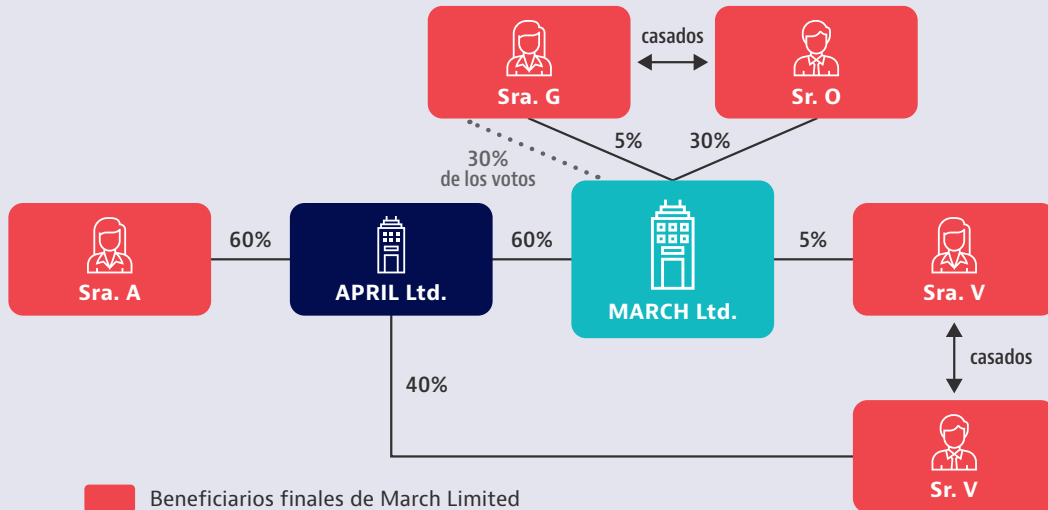 casados
Sra. G
Sr. O
5%
30%
30%
de los votos
60%
60%
5%
Sra. A
APRIL Ltd.
MARCH Ltd.
Sra. V
casados
40%
Sr. V
Beneficiarios finales de March Limited